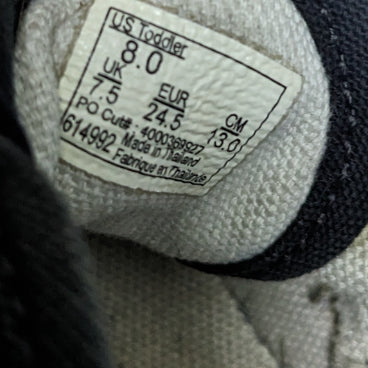 US Toddler
8.0
UK EUR CM
7.5 24.5 13.0
PO Cut#: 4000369927
614992 Made in Thailand
Fabriqué en Thaïlande